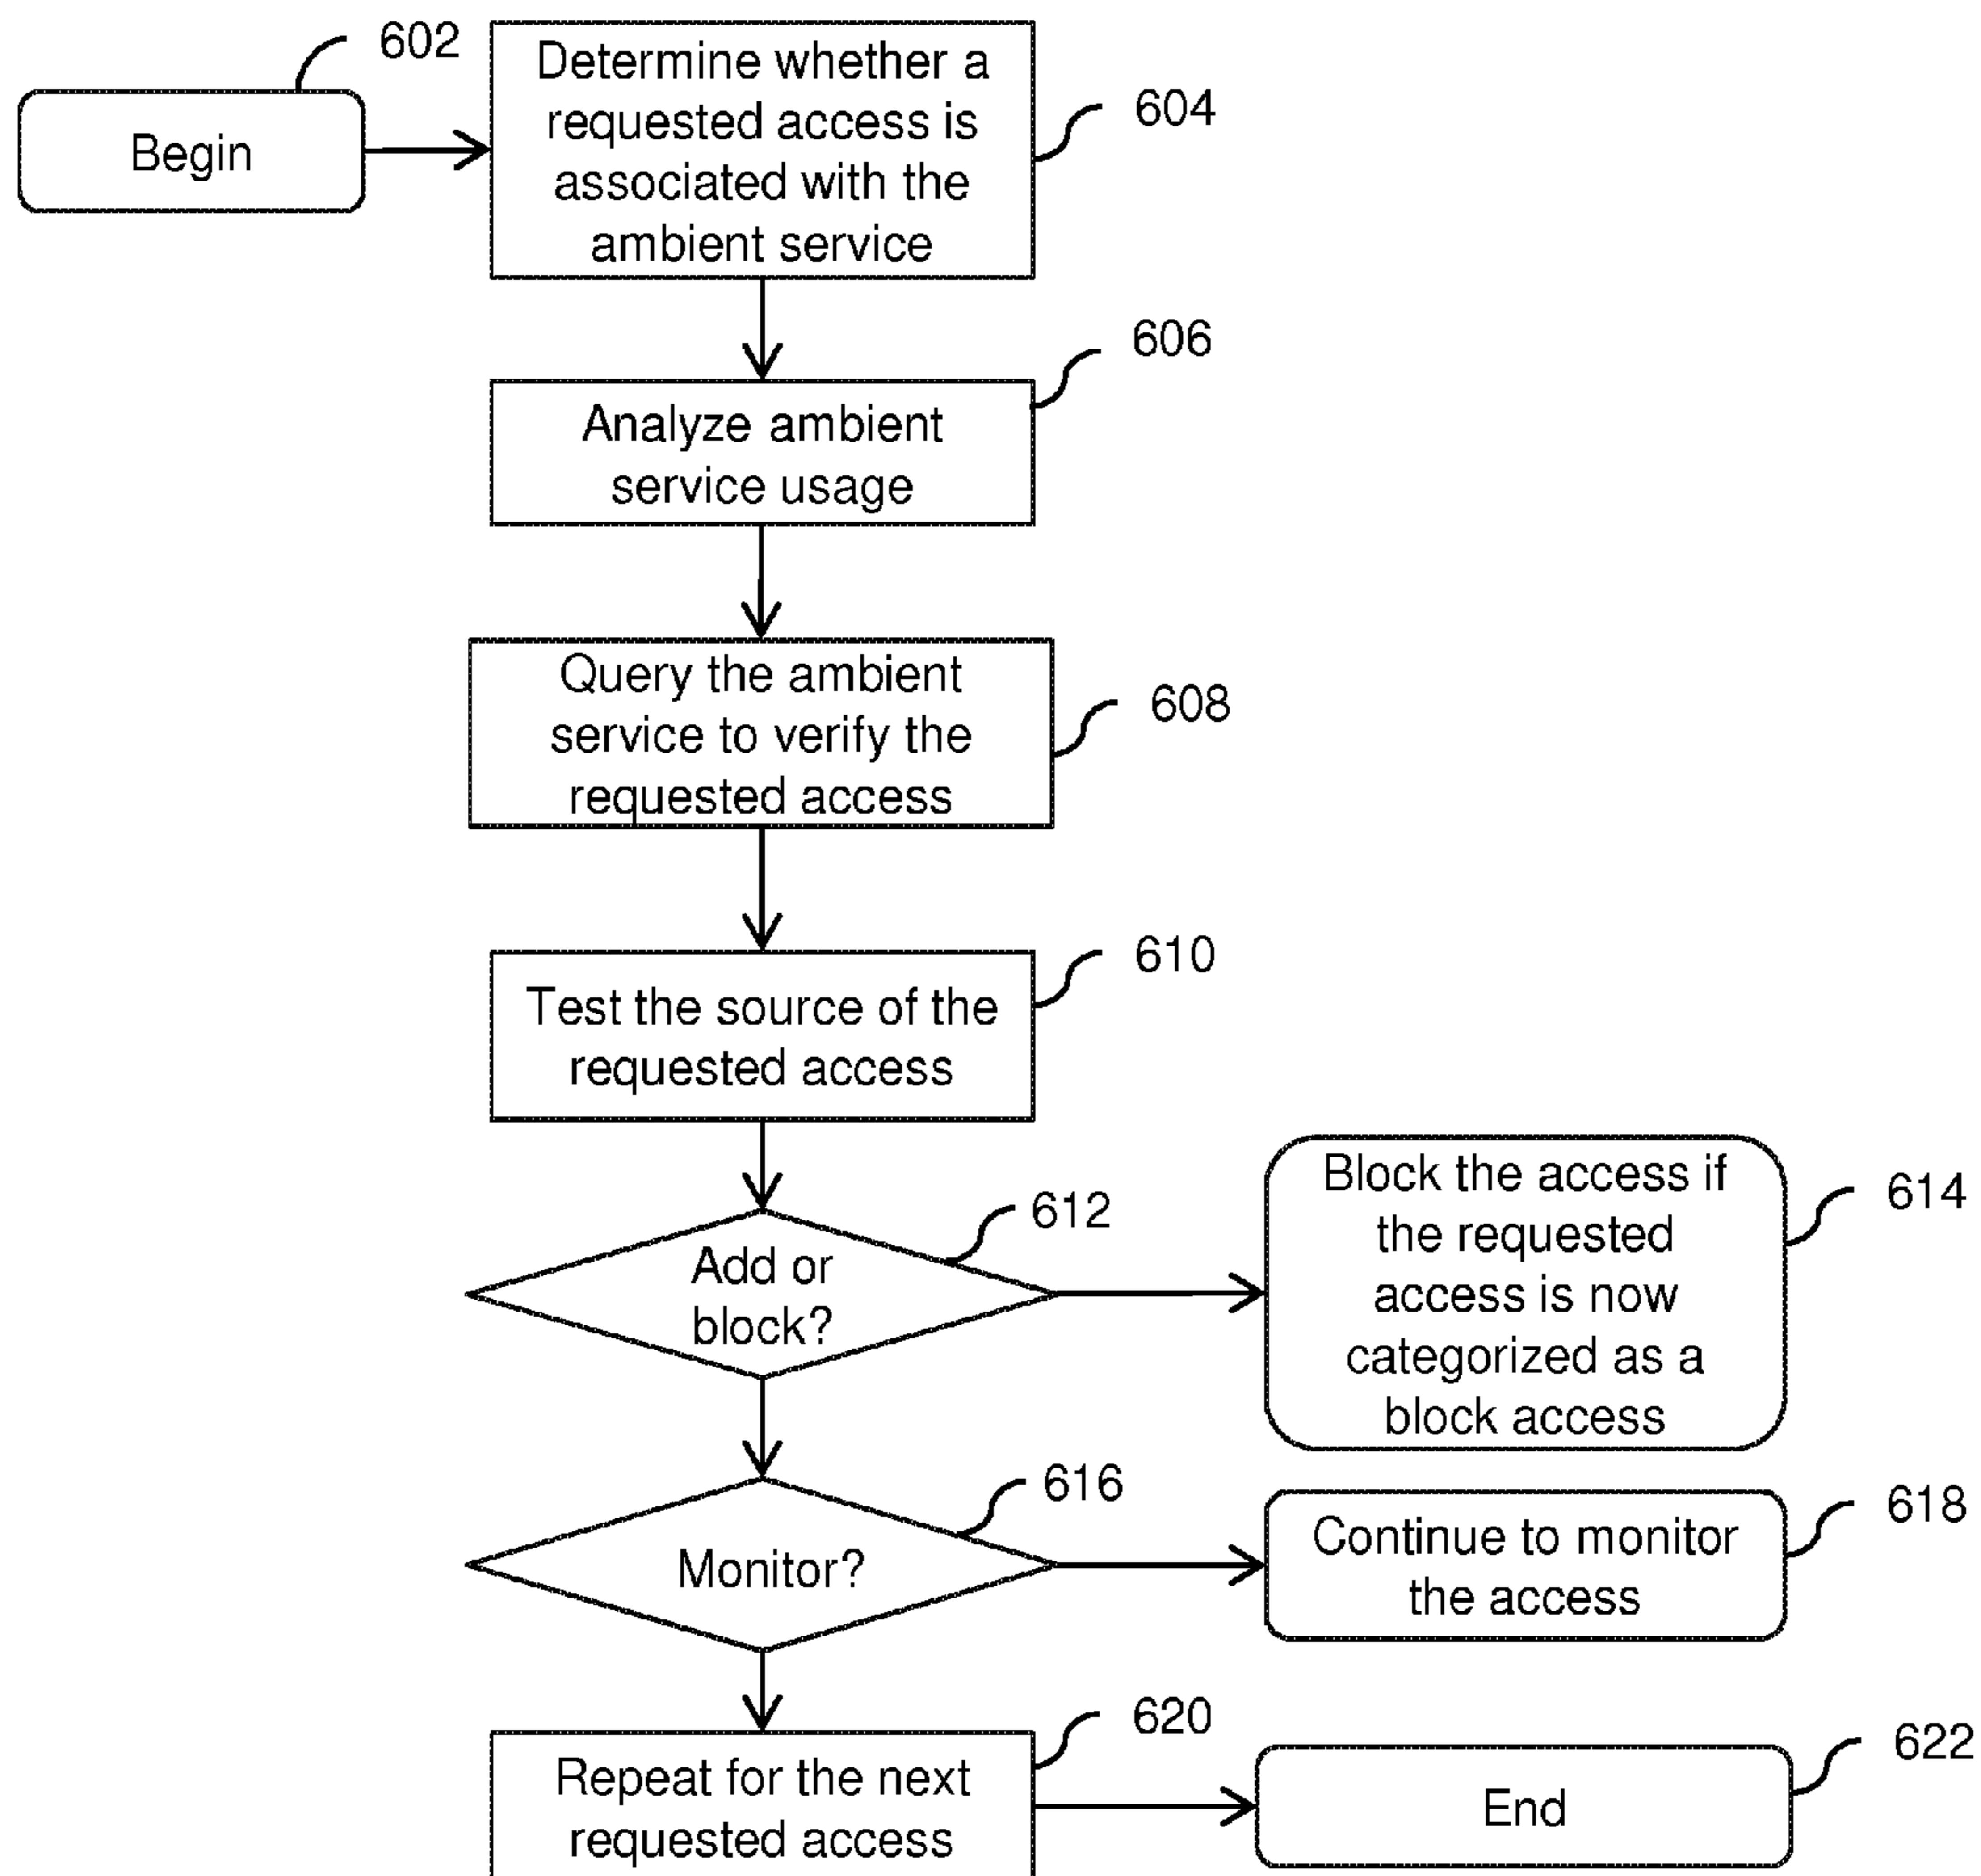 602
Begin
Determine whether a
requested access is
associated with the
ambient service
604
606
Analyze ambient
service usage
Query the ambient
service to verify the
requested access
608
610
Test the source of the
requested access
612
Add or
block?
Block the access if
the requested
access is now
categorized as a
block access
614
616
Monitor?
Continue to monitor
the access
618
620
Repeat for the next
requested access
End
622